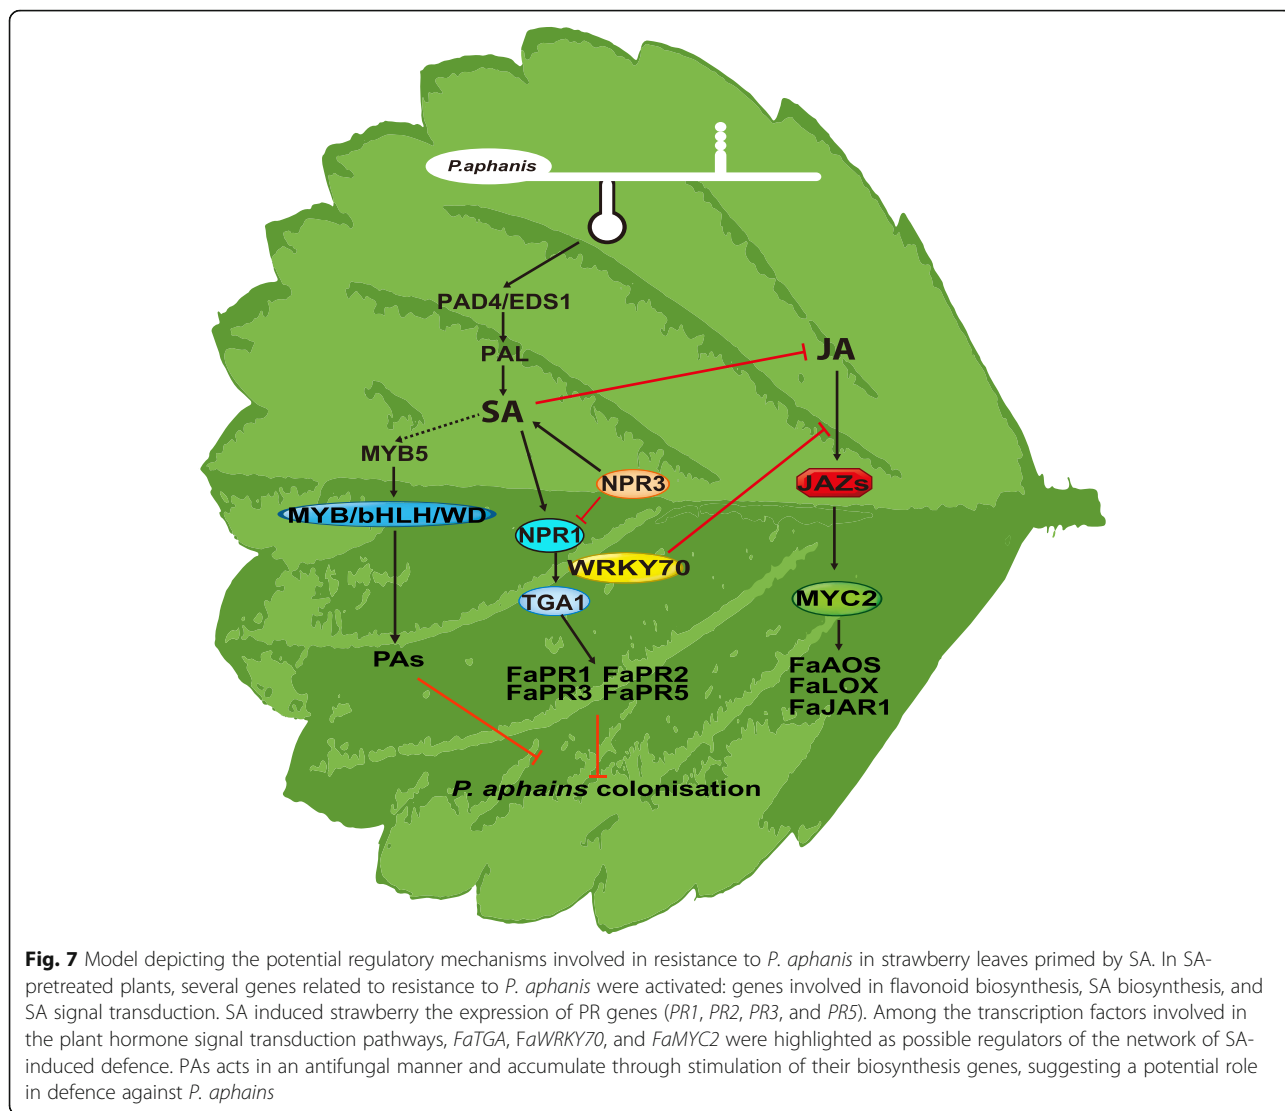 P.aphanis
PAD4/EDS1
PAL
JA
SA
MYB5
NPR3
JAZs
MYB/bHLH/WD
NPR1
WRKY70
TGA1
MYC2
PAs
FaPR1 FaPR2
FaPR3 FaPR5
FaAOS
FaLOX
FaJAR1
P. aphains colonisation
Fig. 7 Model depicting the potential regulatory mechanisms involved in resistance to P. aphanis in strawberry leaves primed by SA. In SA-
pretreated plants, several genes related to resistance to P. aphanis were activated: genes involved in flavonoid biosynthesis, SA biosynthesis, and
SA signal transduction. SA induced strawberry the expression of PR genes (PR1, PR2, PR3, and PR5). Among the transcription factors involved in
the plant hormone signal transduction pathways, FaTGA, FaWRKY70, and FaMYC2 were highlighted as possible regulators of the network of SA-
induced defence. PAs acts in an antifungal manner and accumulate through stimulation of their biosynthesis genes, suggesting a potential role
in defence against P. aphains